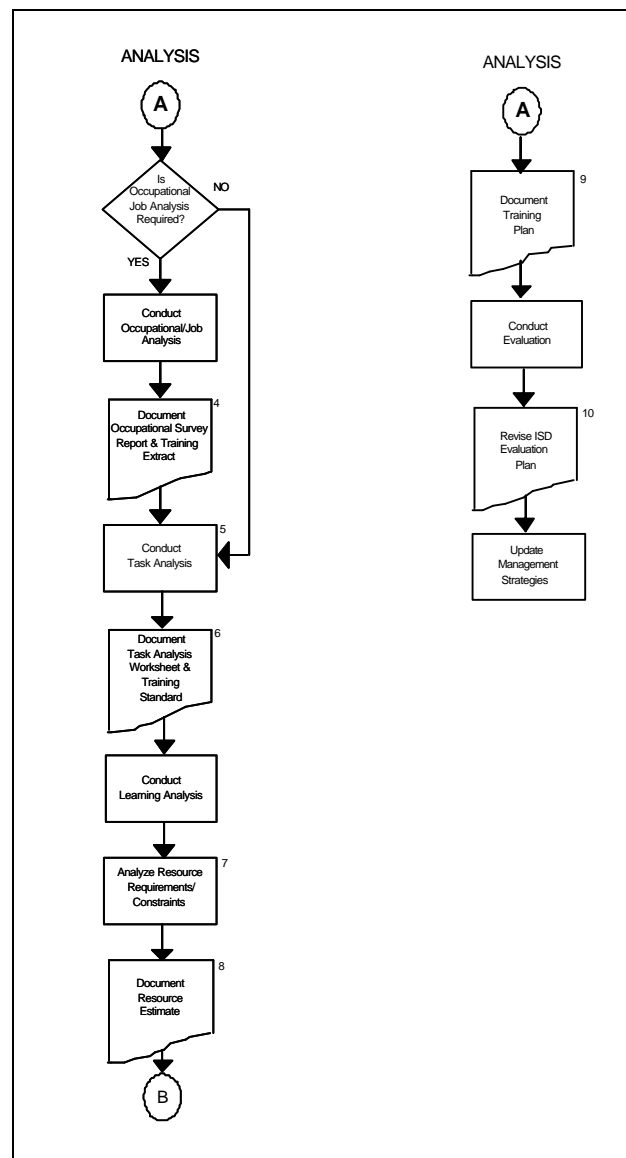 ANALYSIS
A
Is
Occupational
Job Analysis
Required?
NO
YES
Conduct
Occupational/Job
Analysis
4
Document
Occupational Survey
Report & Training
Extract
5
Conduct
Task Analysis
6
Document
Task Analysis
Worksheet &
Training
Standard
Conduct
Learning Analysis
7
Analyze Resource
Requirements/
Constraints
8
Document
Resource
Estimate
B
ANALYSIS
A
9
Document
Training
Plan
Conduct
Evaluation
10
Revise ISD
Evaluation
Plan
Update
Management
Strategies